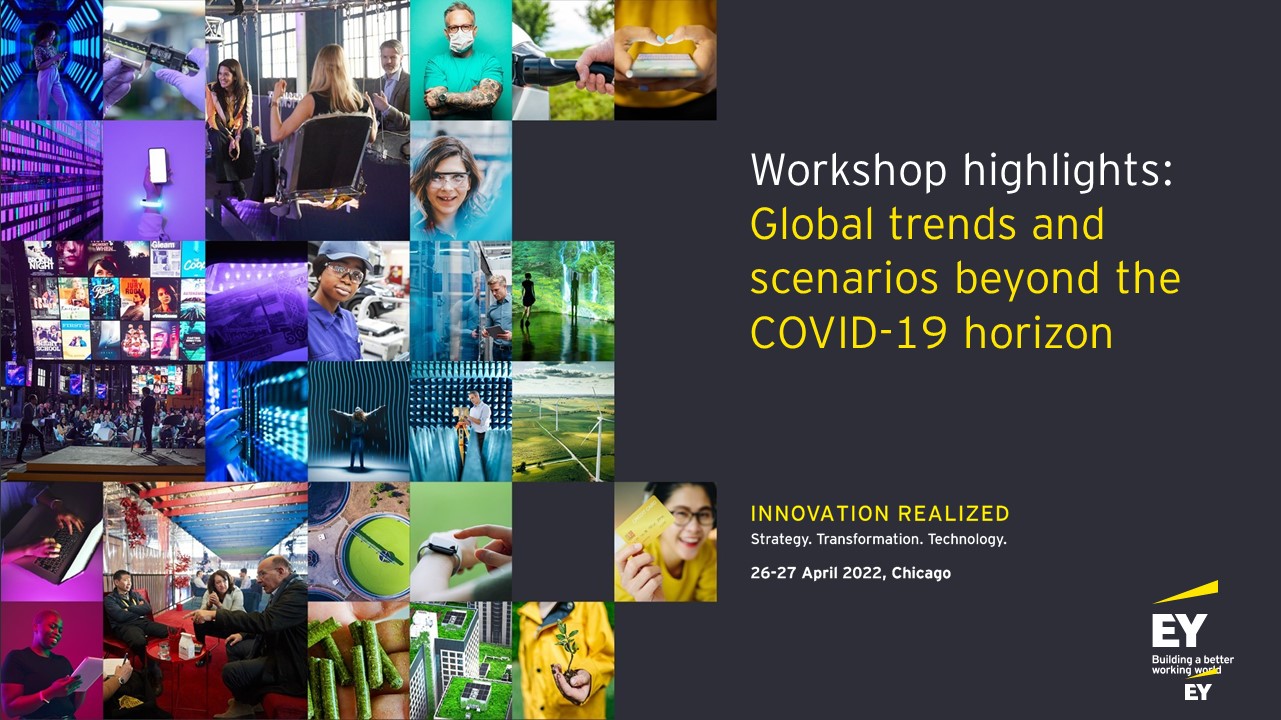 Workshop highlights:
Global trends and
scenarios beyond the
COVID-19 horizon
INNOVATION REALIZED
Strategy. Transformation. Technology.
26-27 April 2022, Chicago
EY
Building a better
working world
EY